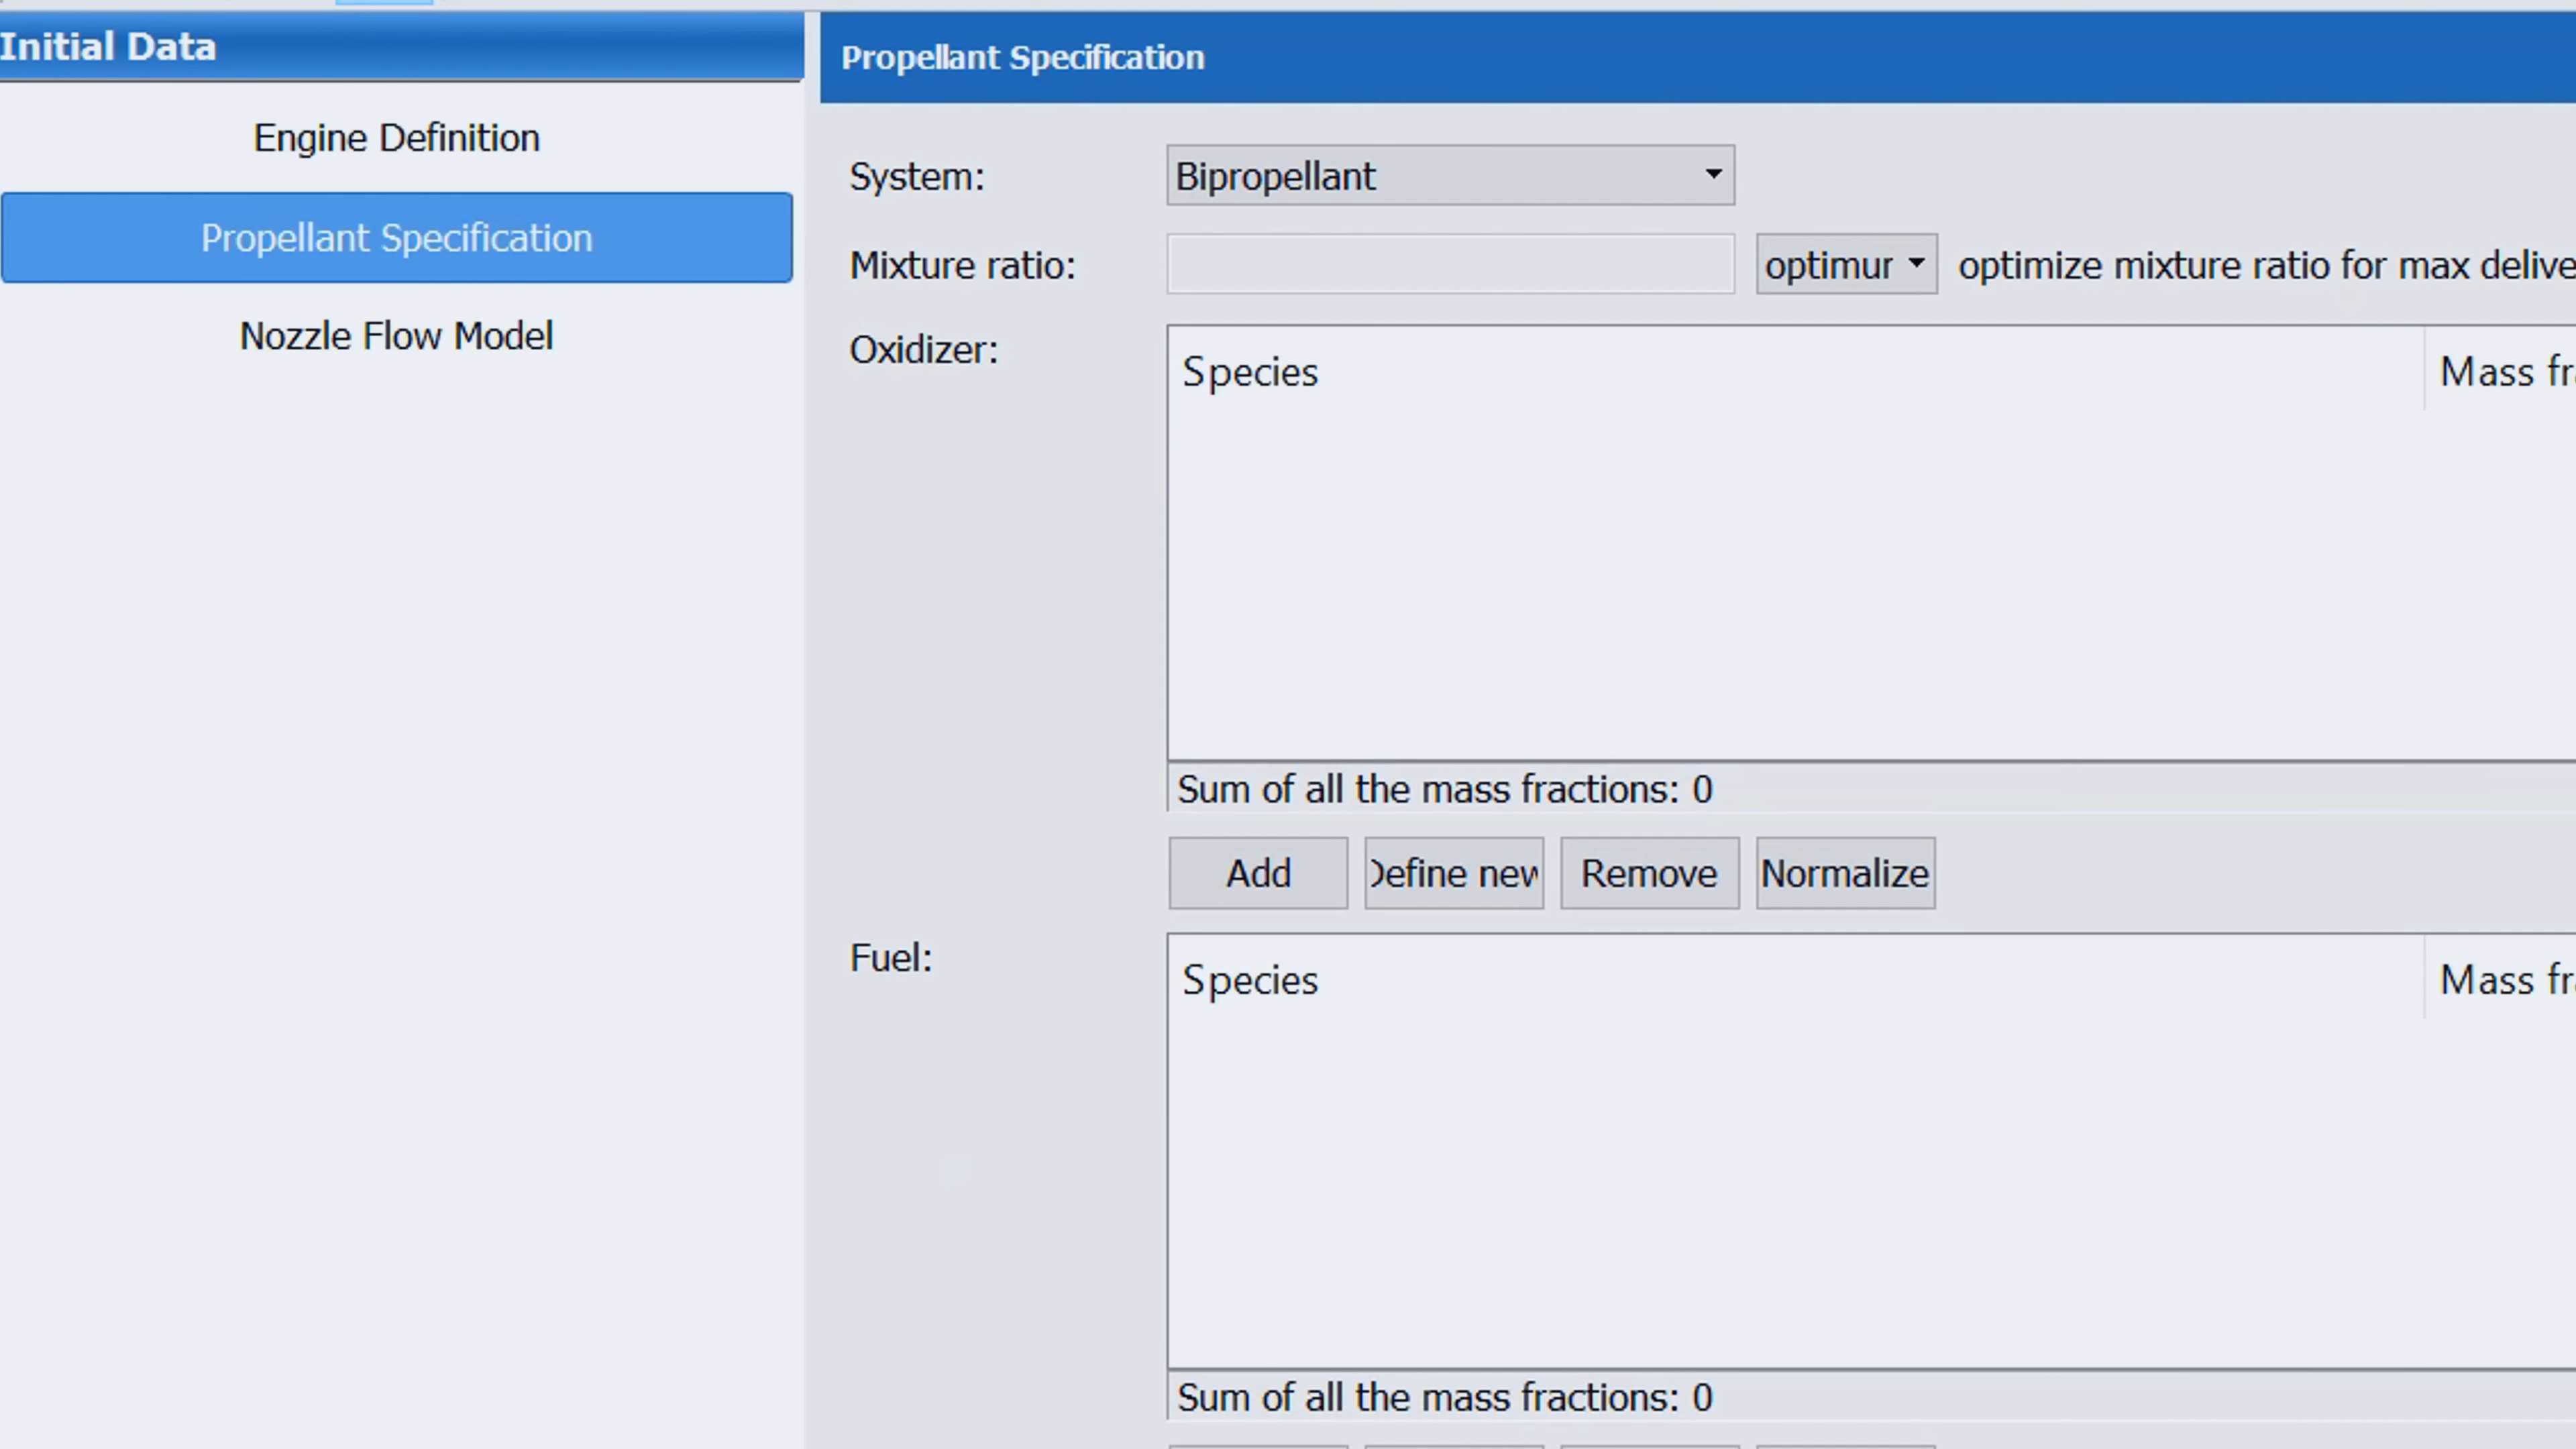 Initial Data
Engine Definition
Propellant Specification
Nozzle Flow Model
Propellant Specification
System: Bipropellant
Mixture ratio: optimur optimize mixture ratio for max delive
Oxidizer:
Species Mass fr
Sum of all the mass fractions: 0
Add Define new Remove Normalize
Fuel:
Species Mass fr
Sum of all the mass fractions: 0